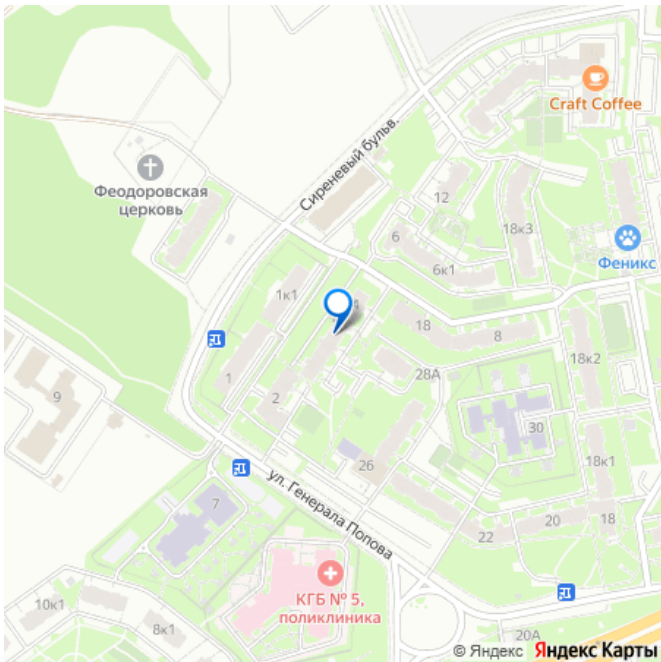 Craft Coffee
Сиреневый бульв.
Феодоровская
церковь
12
6
18к3
Феникс
6к1
1к1
4
18
8
18к2
28А
1
2
9
30
26
18к1
ул. Генерала Попова
7
20
18
22
КГБ № 5,
поликлиника
10к1
8к1
20А
© Яндекс Яндекс Карты